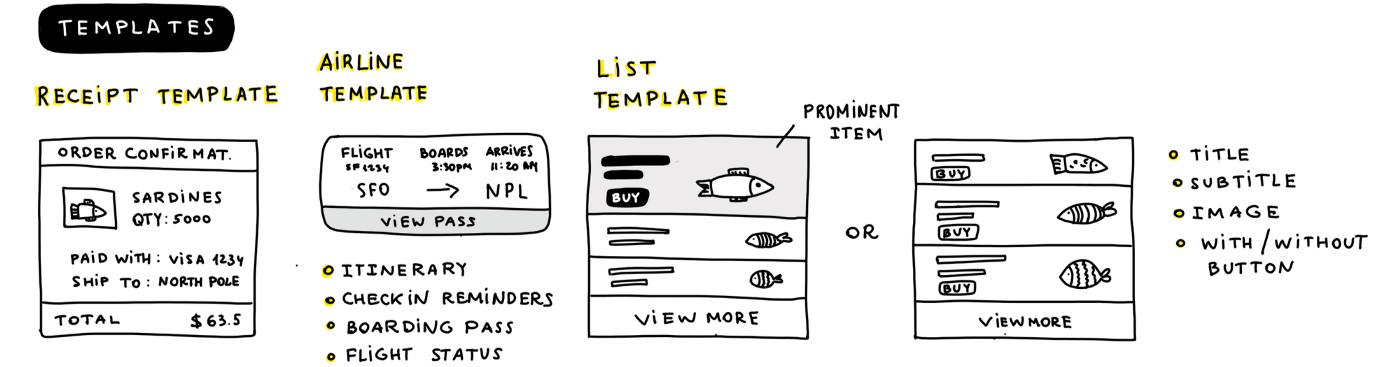 TEMPLATES
RECEIPT TEMPLATE
ORDER CONFIRMAT.
SARDINES
QTY: 5000
PAID WITH: VISA 1234
SHIP TO: NORTH POLE
TOTAL $63.5
AIRLINE
TEMPLATE
FLIGHT BOARDS ARRIVES
SF1234 3:30PM 11:20 AM
SFO → NPL
VIEW PASS
ITINERARY
CHECKIN REMINDERS
BOARDING PASS
FLIGHT STATUS
LIST
TEMPLATE
PROMINENT
ITEM
BUY
VIEW MORE
OR
BUY
BUY
BUY
VIEW MORE
TITLE
SUBTITLE
IMAGE
WITH/WITHOUT
BUTTON